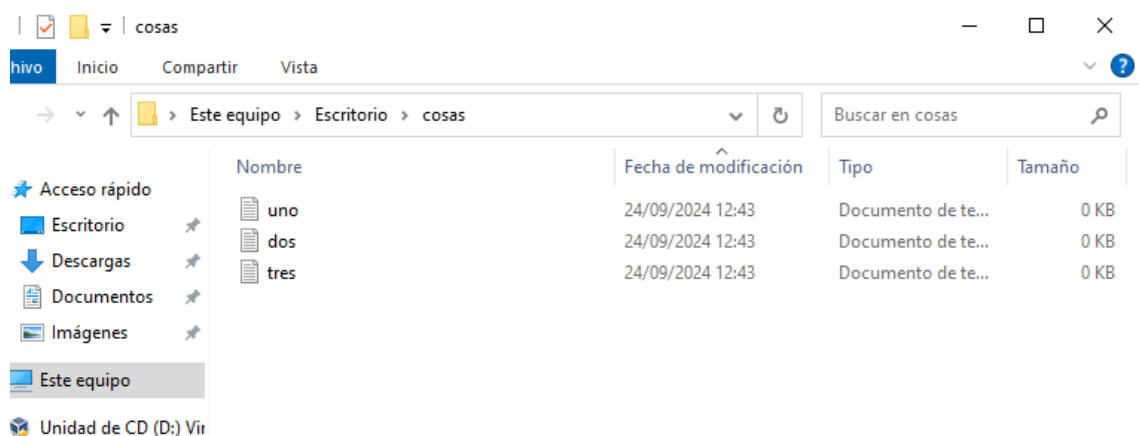 cosas
hivo Inicio Compartir Vista
Este equipo > Escritorio > cosas Buscar en cosas
Nombre Fecha de modificación Tipo Tamaño
Acceso rápido
uno 24/09/2024 12:43 Documento de te... 0 KB
Escritorio
dos 24/09/2024 12:43 Documento de te... 0 KB
Descargas
tres 24/09/2024 12:43 Documento de te... 0 KB
Documentos
Imágenes
Este equipo
Unidad de CD (D:) Vir